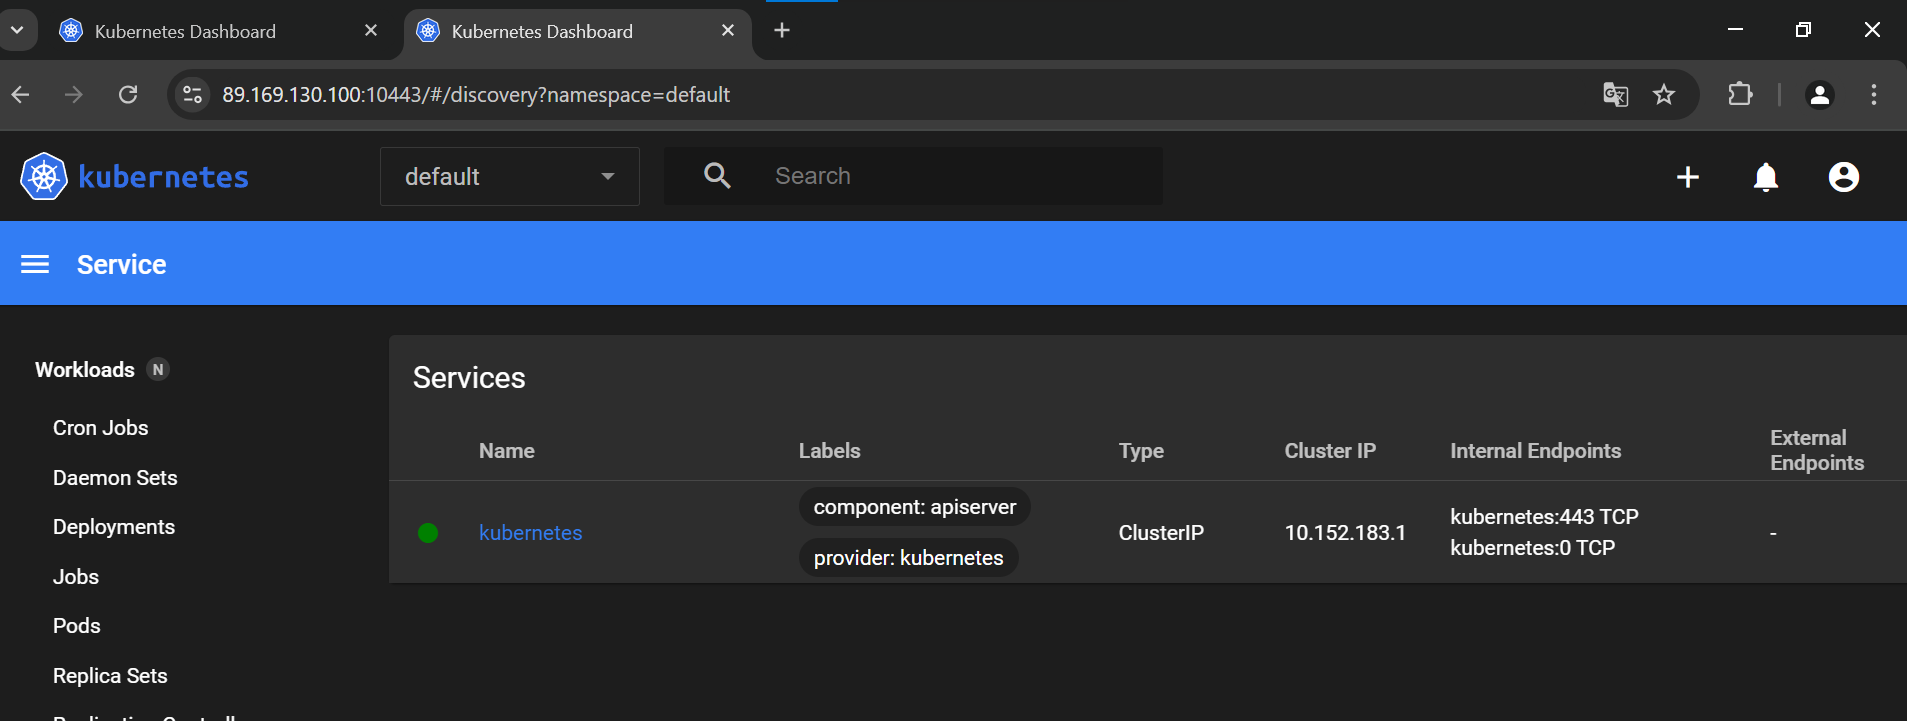 Kubernetes Dashboard
Kubernetes Dashboard
89.169.130.100:10443/#/discovery?namespace=default
kubernetes
default
Search
Service
Workloads N
Cron Jobs
Daemon Sets
Deployments
Jobs
Pods
Replica Sets
Services
Name Labels Type Cluster IP Internal Endpoints External Endpoints
kubernetes
component: apiserver
provider: kubernetes
ClusterIP
10.152.183.1
kubernetes:443 TCP
kubernetes:0 TCP
-